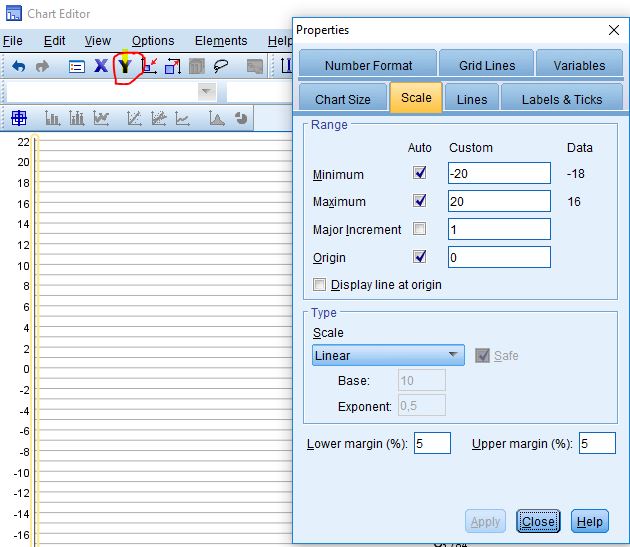 Chart Editor
File Edit View Options Elements Help
X Y
22
20
18
16
14
12
10
8
6
4
2
0
-2
-4
-6
-8
-10
-12
-14
-16
Properties
Number Format Grid Lines Variables
Chart Size Scale Lines Labels & Ticks
Range
Auto Custom Data
Minimum -20 -18
Maximum 20 16
Major Increment 1
Origin 0
Display line at origin
Type
Scale
Linear Safe
Base: 10
Exponent: 0,5
Lower margin (%): 5 Upper margin (%): 5
Apply Close Help